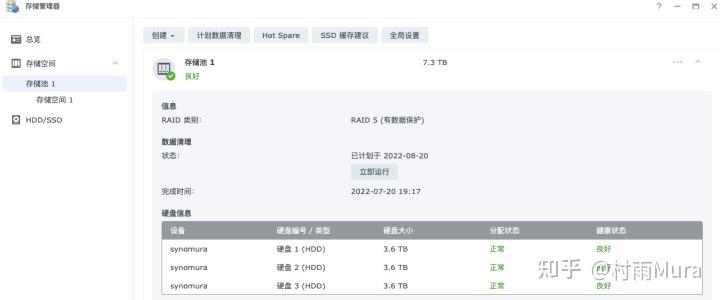 存储管理器
? — □ ×
总览
存储空间
存储池 1
存储空间 1
HDD/SSD
创建 计划数据清理 Hot Spare SSD 缓存建议 全局设置
存储池 1 7.3 TB
良好
信息
RAID 类别: RAID 5 (有数据保护)
数据清理
状态: 已计划于 2022-08-20
立即运行
完成时间: 2022-07-20 19:17
硬盘信息
设备 硬盘编号 / 类型 硬盘大小 分配状态 健康状态
synomura 硬盘 1 (HDD) 3.6 TB 正常 良好
synomura 硬盘 2 (HDD) 3.6 TB 正常 良好
synomura 硬盘 3 (HDD) 3.6 TB 正常 良好
知乎 @村雨Mura